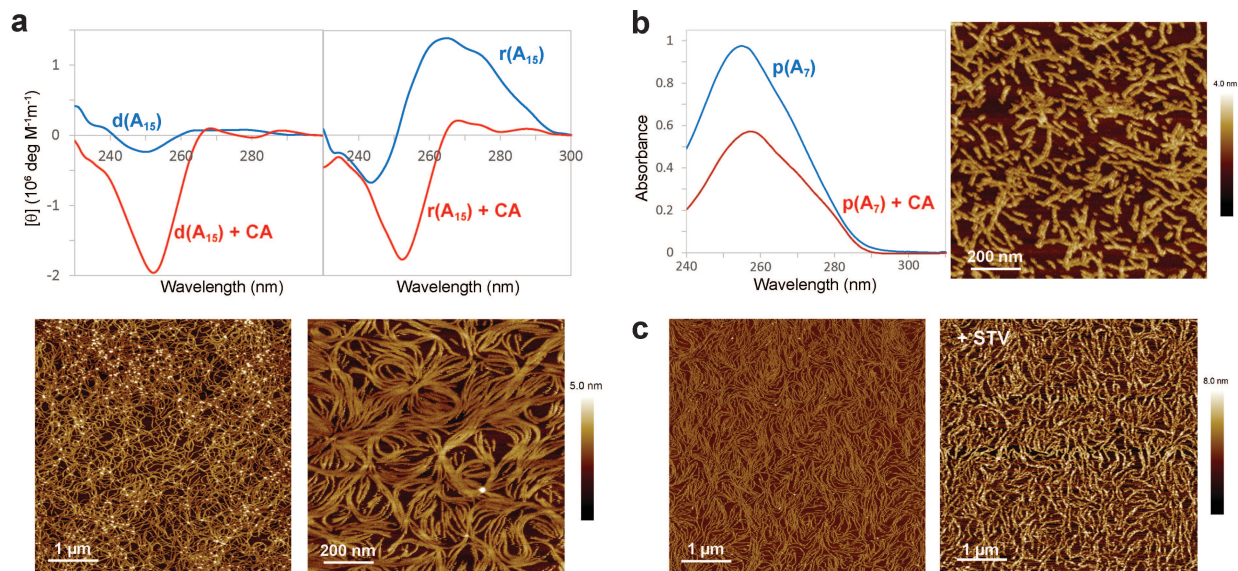 a
1
0
-1
-2
[θ] (10⁶ deg M⁻¹m⁻¹)
d(A₁₅)
d(A₁₅) + CA
240 260 280
Wavelength (nm)
r(A₁₅)
r(A₁₅) + CA
240 260 280 300
Wavelength (nm)
b
1
0.8
0.6
0.4
0.2
0
Absorbance
p(A₇)
p(A₇) + CA
240 260 280 300
Wavelength (nm)
200 nm
4.0 nm
1 µm
200 nm
5.0 nm
c
1 µm
+ STV
1 µm
8.0 nm